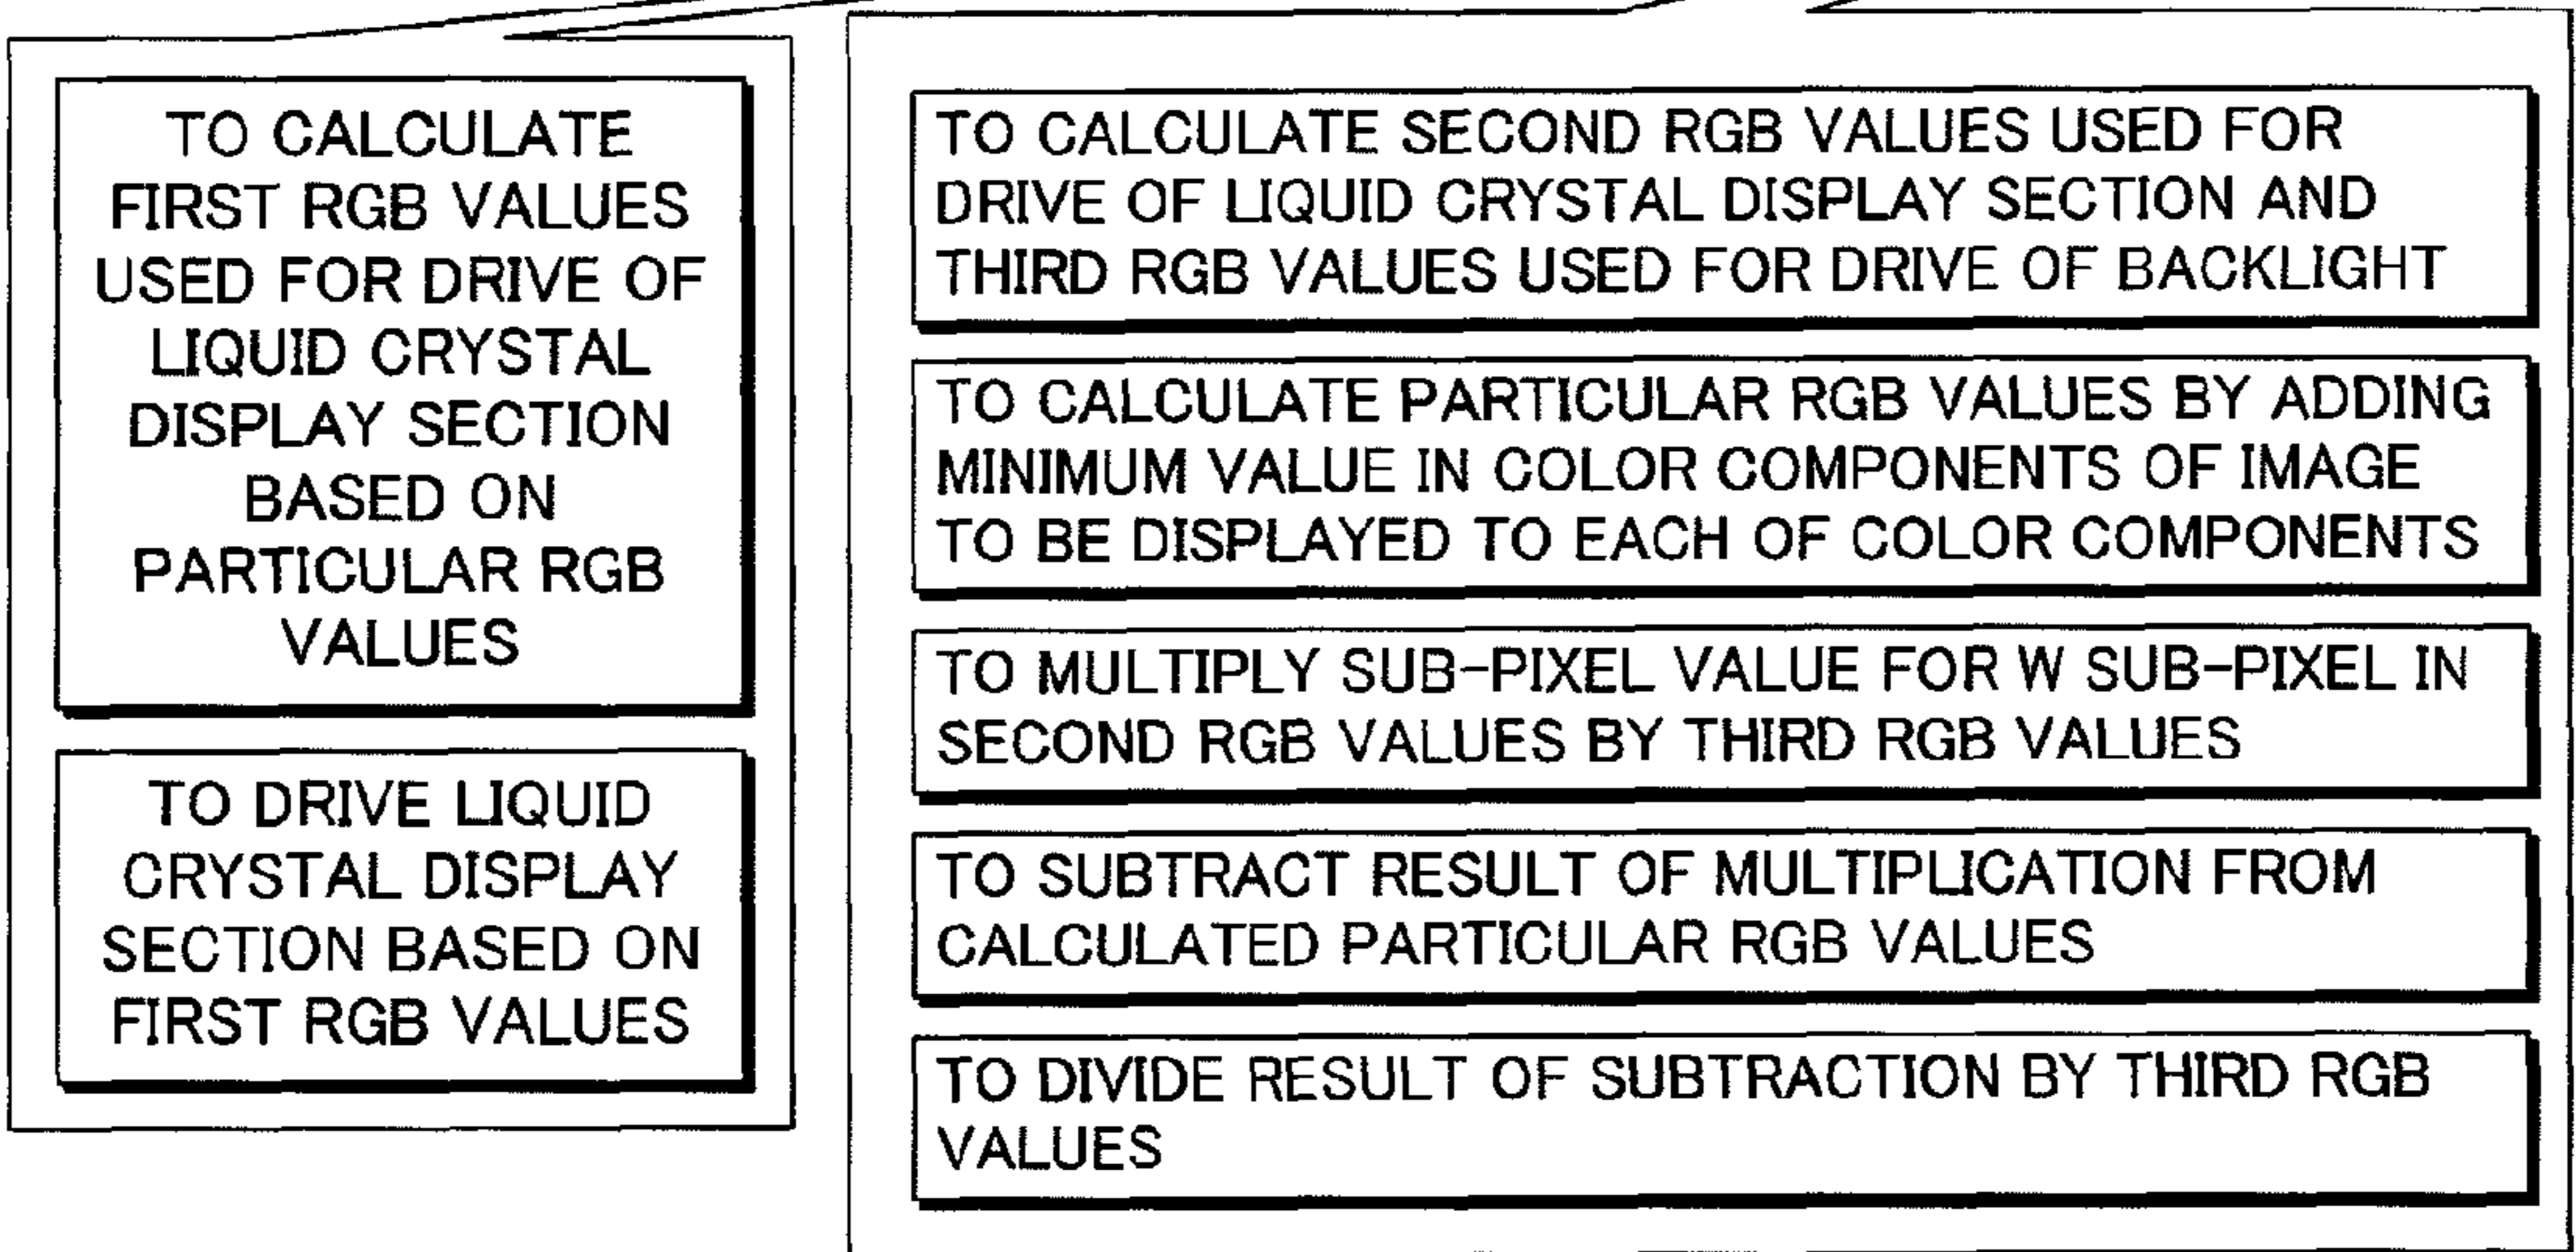 TO CALCULATE
FIRST RGB VALUES
USED FOR DRIVE OF
LIQUID CRYSTAL
DISPLAY SECTION
BASED ON
PARTICULAR RGB
VALUES
TO DRIVE LIQUID
CRYSTAL DISPLAY
SECTION BASED ON
FIRST RGB VALUES
TO CALCULATE SECOND RGB VALUES USED FOR
DRIVE OF LIQUID CRYSTAL DISPLAY SECTION AND
THIRD RGB VALUES USED FOR DRIVE OF BACKLIGHT
TO CALCULATE PARTICULAR RGB VALUES BY ADDING
MINIMUM VALUE IN COLOR COMPONENTS OF IMAGE
TO BE DISPLAYED TO EACH OF COLOR COMPONENTS
TO MULTIPLY SUB-PIXEL VALUE FOR W SUB-PIXEL IN
SECOND RGB VALUES BY THIRD RGB VALUES
TO SUBTRACT RESULT OF MULTIPLICATION FROM
CALCULATED PARTICULAR RGB VALUES
TO DIVIDE RESULT OF SUBTRACTION BY THIRD RGB
VALUES